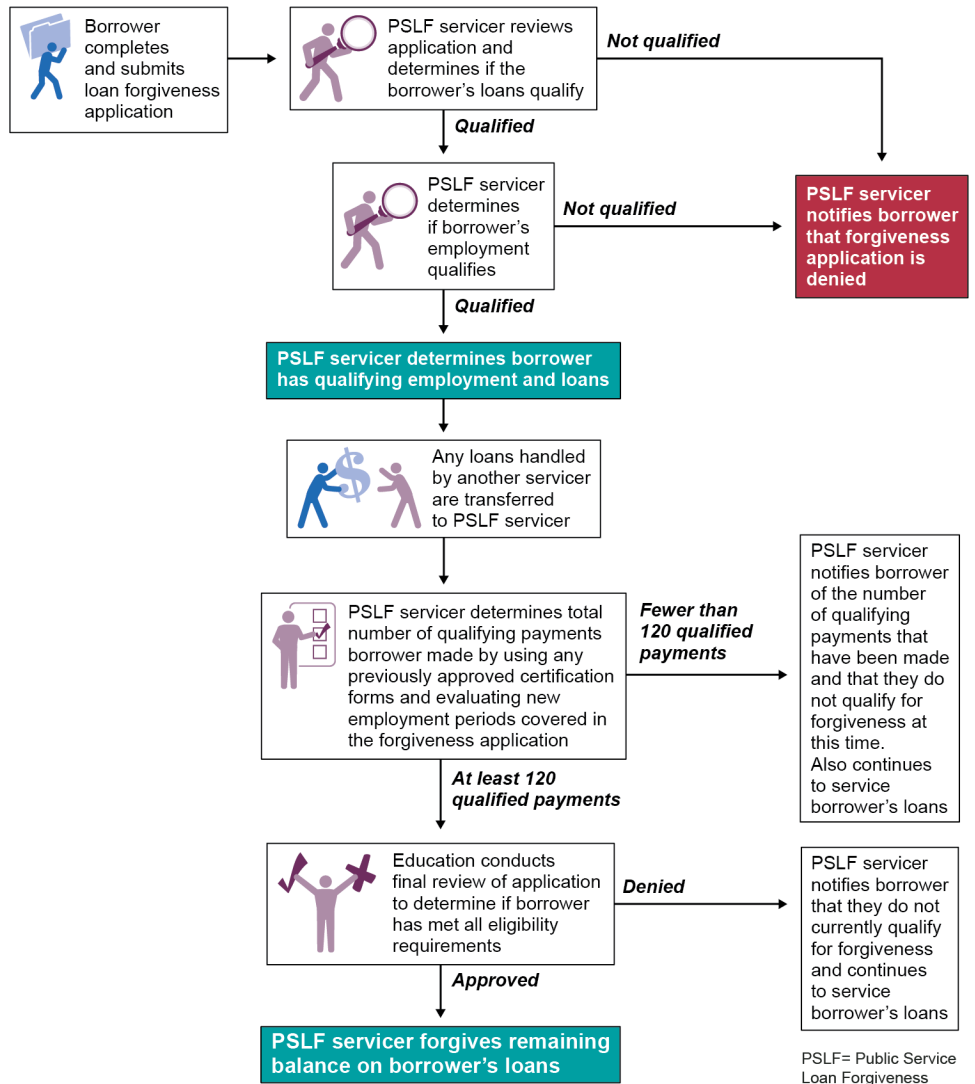 Borrower
completes
and submits
loan forgiveness
application
PSLF servicer reviews
application and
determines if the
borrower's loans qualify
Not qualified
Qualified
PSLF servicer
determines
if borrower's
employment
qualifies
Not qualified
PSLF servicer
notifies borrower
that forgiveness
application is
denied
Qualified
PSLF servicer determines borrower
has qualifying employment and loans
$
Any loans handled
by another servicer
are transferred
to PSLF servicer
PSLF servicer determines total
number of qualifying payments
borrower made by using any
previously approved certification
forms and evaluating new
employment periods covered in
the forgiveness application
Fewer than
120 qualified
payments
PSLF servicer
notifies borrower
of the number
of qualifying
payments that
have been made
and that they do
not qualify for
forgiveness at
this time.
Also continues
to service
borrower's loans
At least 120
qualified payments
Education conducts
final review of application
to determine if borrower
has met all eligibility
requirements
Denied
PSLF servicer
notifies borrower
that they do not
currently qualify
for forgiveness
and continues
to service
borrower's loans
Approved
PSLF servicer forgives remaining
balance on borrower's loans
PSLF= Public Service
Loan Forgiveness